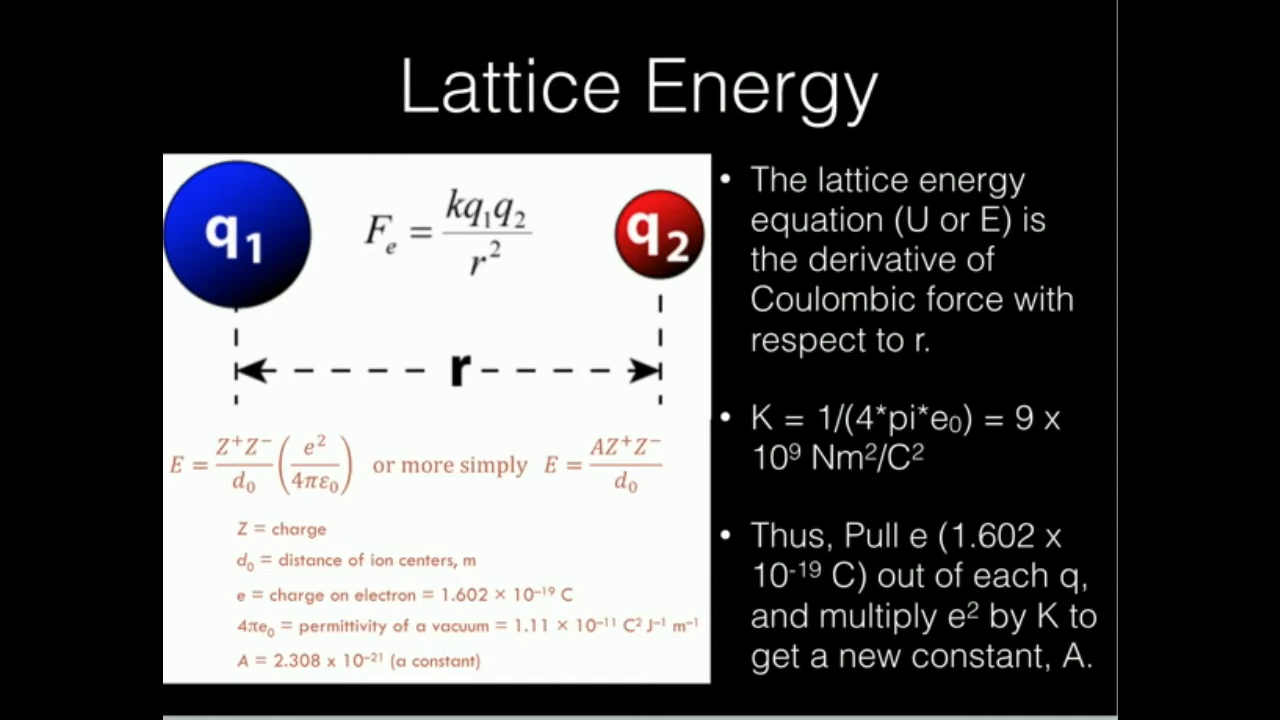 Lattice Energy
q₁
Fₑ = kq₁q₂ / r²
q₂
r
E = Z⁺Z⁻/d₀ (e²/4πε₀) or more simply E = AZ⁺Z⁻/d₀
Z = charge
d₀ = distance of ion centers, m
e = charge on electron = 1.602 × 10⁻¹⁹ C
4πe₀ = permittivity of a vacuum = 1.11 × 10⁻¹¹ C² J⁻¹ m⁻¹
A = 2.308 x 10⁻²¹ (a constant)
• The lattice energy
equation (U or E) is
the derivative of
Coulombic force with
respect to r.
• K = 1/(4*pi*e₀) = 9 x
10⁹ Nm²/C²
• Thus, Pull e (1.602 x
10⁻¹⁹ C) out of each q,
and multiply e² by K to
get a new constant, A.